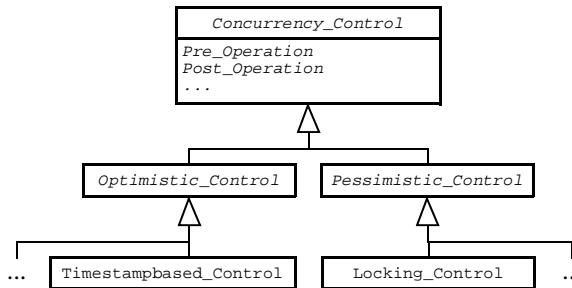 Concurrency_Control
Pre_Operation
Post_Operation
...
Optimistic_Control
Pessimistic_Control
... Timestampbased_Control Locking_Control ..